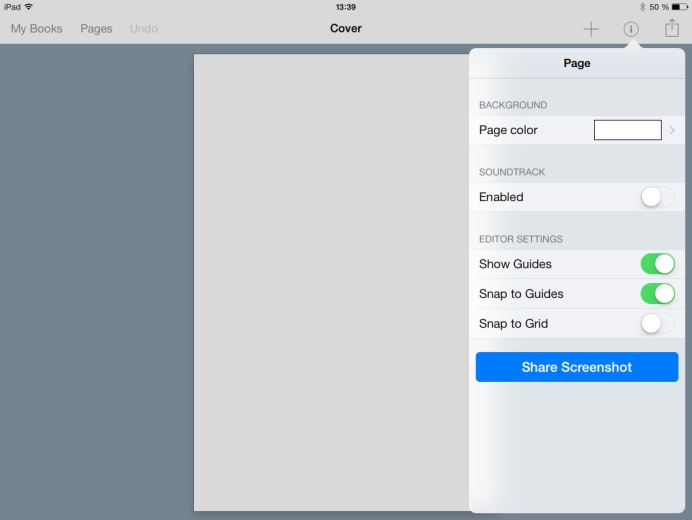 iPad 13:39 50 %
My Books Pages Undo Cover
Page
BACKGROUND
Page color
SOUNDTRACK
Enabled
EDITOR SETTINGS
Show Guides
Snap to Guides
Snap to Grid
Share Screenshot